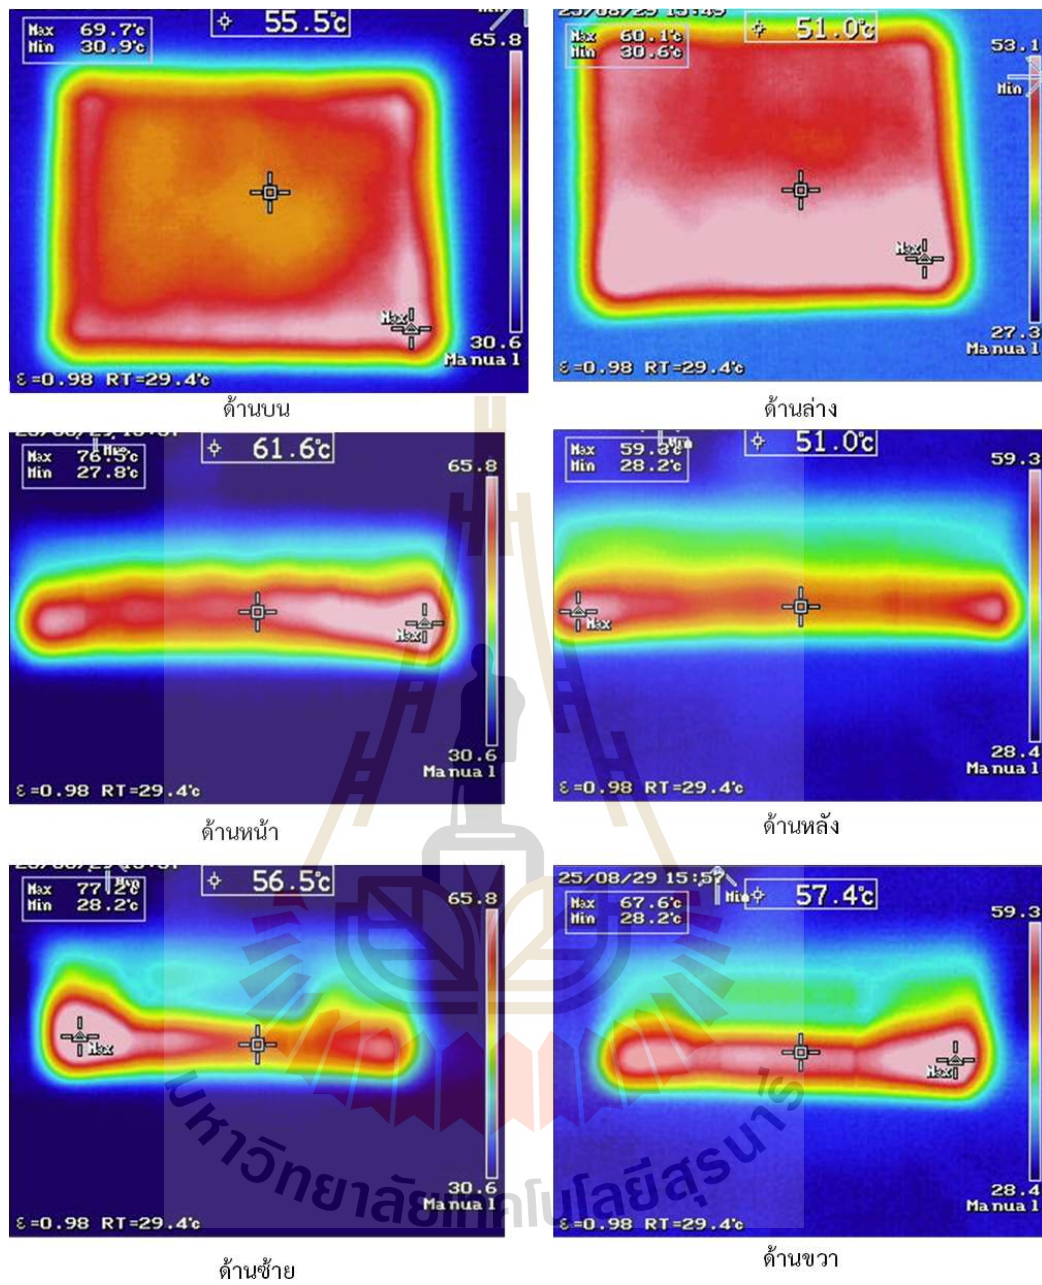 Max 69.7℃
Min 30.9℃
55.5℃
65.8
30.6
Manual
ε=0.98 RT=29.4℃
ด้านบน
Max 60.1℃
Min 30.6℃
51.0℃
53.1
Min
Max
27.3
Manual
ε=0.98 RT=29.4℃
ด้านล่าง
Min 27.8℃
61.6℃
65.8
Max
30.6
Manual
ε=0.98 RT=29.4℃
ด้านหน้า
Min 28.2℃
51.0℃
59.3
Max
28.4
Manual
ε=0.98 RT=29.4℃
ด้านหลัง
Min 28.2℃
56.5℃
65.8
Max
30.6
Manual
ε=0.98 RT=29.4℃
ด้านซ้าย
25/08/29 15:57
Max 67.6℃
Min 28.2℃
Min
57.4℃
59.3
Max
28.4
Manual
ε=0.98 RT=29.4℃
ด้านขวา
มหาวิทยาลัยเทคโนโลยีสุรนารี